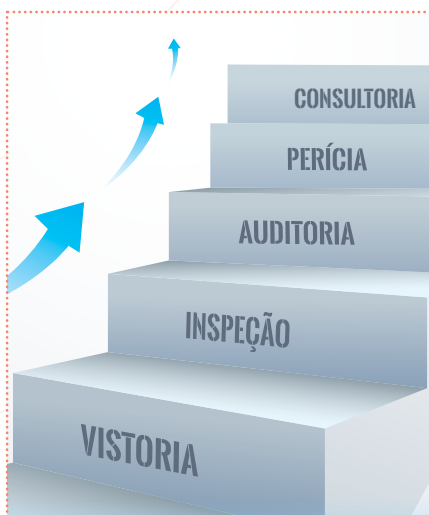 CONSULTORIA
PERÍCIA
AUDITORIA
INSPEÇÃO
VISTORIA